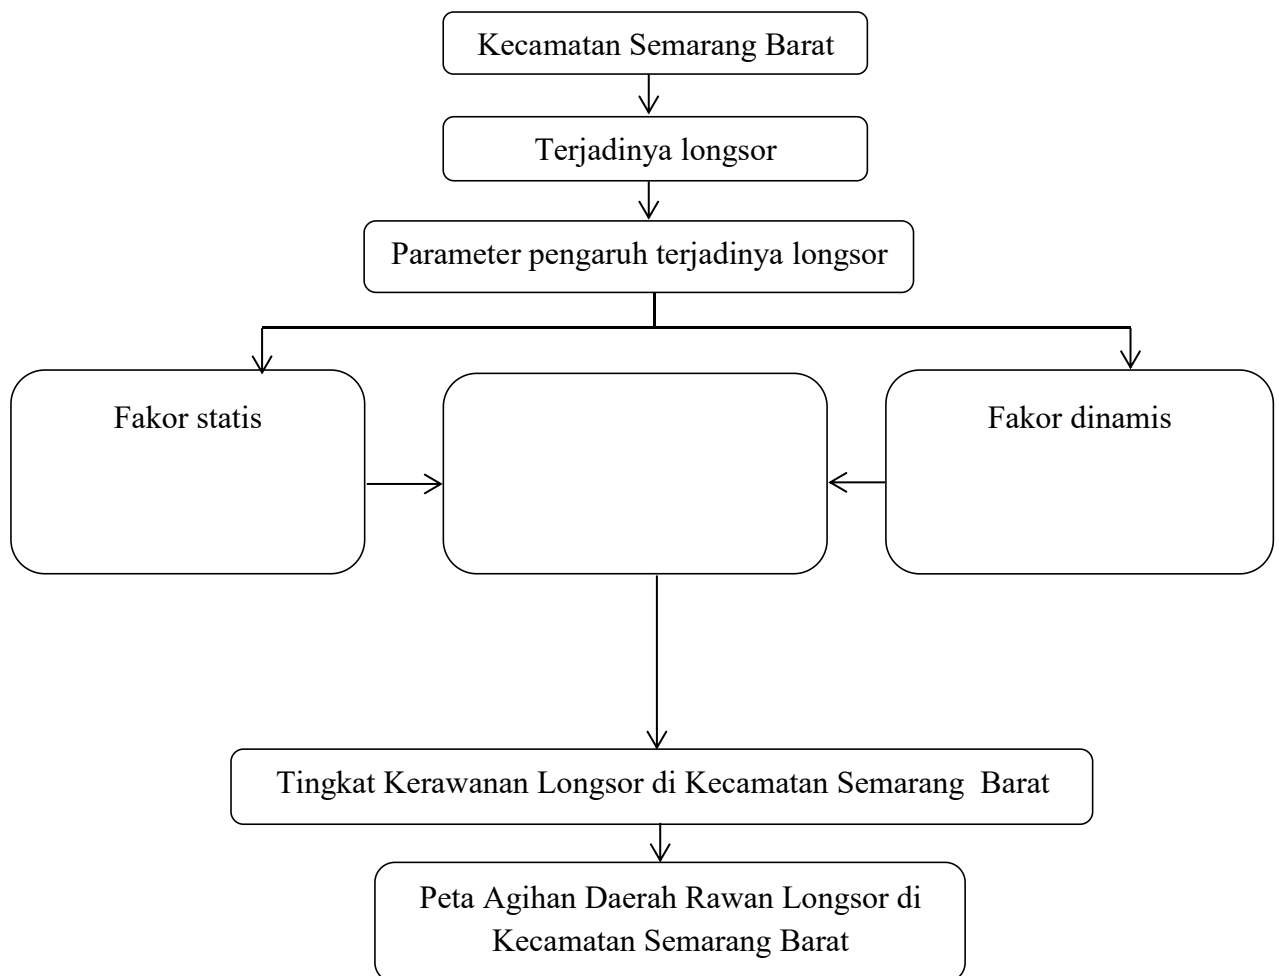 Kecamatan Semarang Barat
Terjadinya longsor
Parameter pengaruh terjadinya longsor
Fakor statis
Fakor dinamis
Tingkat Kerawanan Longsor di Kecamatan Semarang  Barat
Peta Agihan Daerah Rawan Longsor di
Kecamatan Semarang Barat